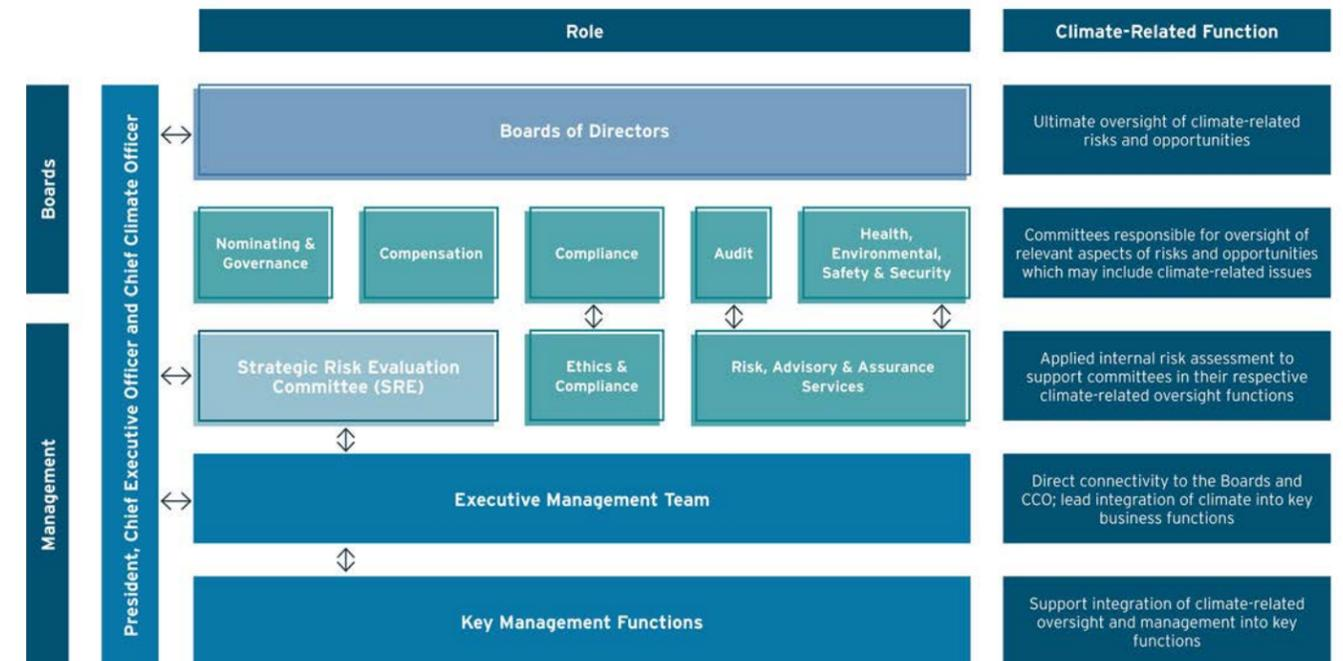 Role
Climate-Related Function
Boards
President, Chief Executive Officer and Chief Climate Officer
Boards of Directors
Ultimate oversight of climate-related
risks and opportunities
Nominating &
Governance
Compensation
Compliance
Audit
Health,
Environmental,
Safety & Security
Committees responsible for oversight of
relevant aspects of risks and opportunities
which may include climate-related issues
Management
Strategic Risk Evaluation
Committee (SRE)
Ethics &
Compliance
Risk, Advisory & Assurance
Services
Applied internal risk assessment to
support committees in their respective
climate-related oversight functions
Executive Management Team
Direct connectivity to the Boards and
CCO; lead integration of climate into key
business functions
Key Management Functions
Support integration of climate-related
oversight and management into key
functions